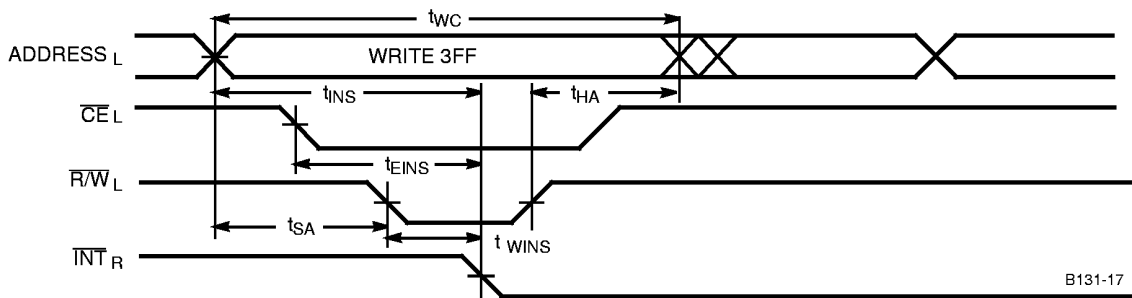 tWC
ADDRESS L
WRITE 3FF
tINS
tHA
CE L
tEINS
R/W L
tSA
t WINS
INT R
B131-17